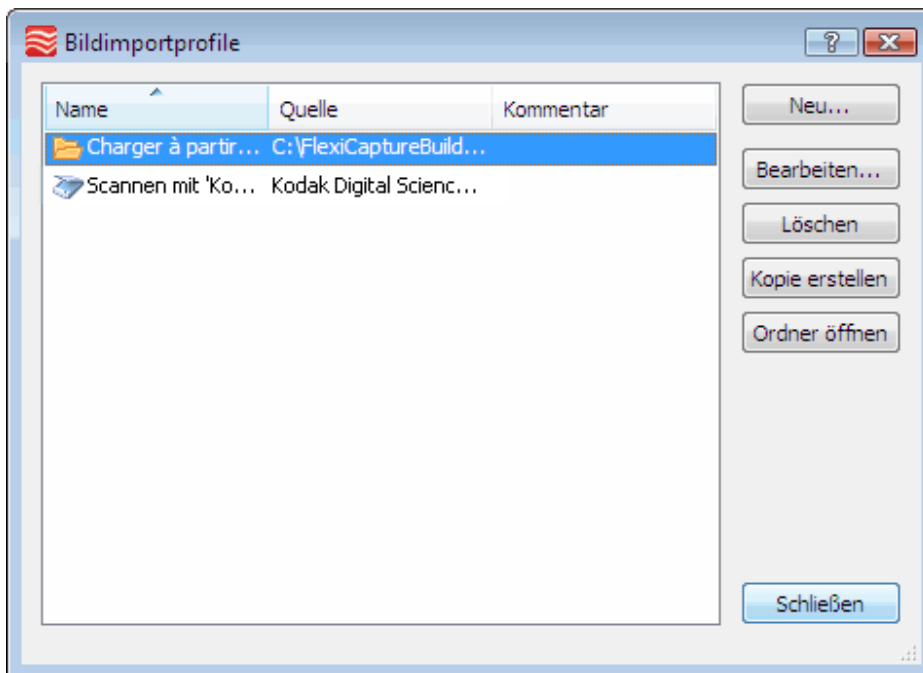 Bildimportprofile
Name Quelle Kommentar
Charger à partir... C:\FlexiCaptureBuild...
Scannen mit 'Ko... Kodak Digital Scienc...
Neu...
Bearbeiten...
Löschen
Kopie erstellen
Ordner öffnen
Schließen